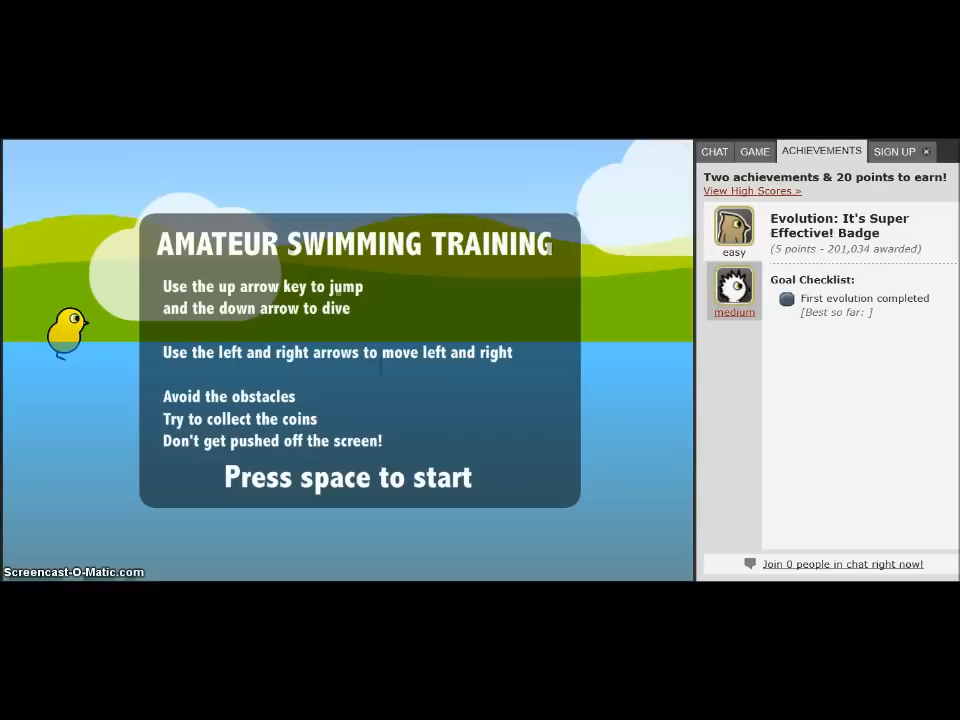 AMATEUR SWIMMING TRAINING
Use the up arrow key to jump
and the down arrow to dive
Use the left and right arrows to move left and right
Avoid the obstacles
Try to collect the coins
Don't get pushed off the screen!
Press space to start
Screencast-O-Matic.com
CHAT GAME ACHIEVEMENTS SIGN UP
Two achievements & 20 points to earn!
View High Scores »
easy
medium
Evolution: It's Super
Effective! Badge
(5 points - 201,034 awarded)
Goal Checklist:
First evolution completed
[Best so far: ]
Join 0 people in chat right now!